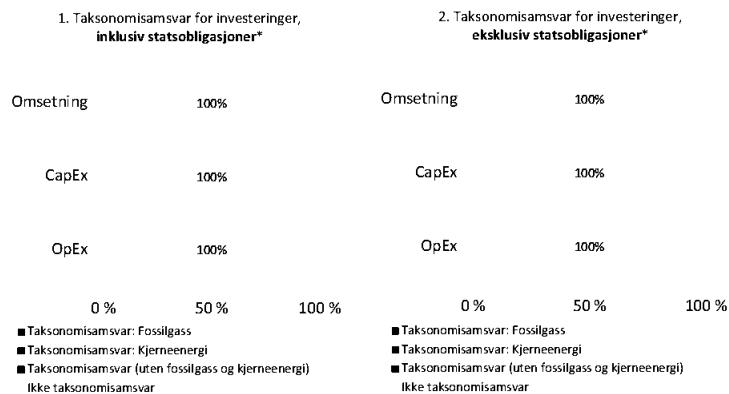 1. Taksonomisamsvar for investeringer,
inklusiv statsobligasjoner*
Omsetning 100%
CapEx 100%
OpEx 100%
0 % 50 % 100 %
Taksonomisamsvar: Fossilgass
Taksonomisamsvar: Kjerneenergi
Taksonomisamsvar (uten fossilgass og kjerneenergi)
Ikke taksonomisamsvar
2. Taksonomisamsvar for investeringer,
eksklusiv statsobligasjoner*
Omsetning 100%
CapEx 100%
OpEx 100%
0 % 50 % 100 %
Taksonomisamsvar: Fossilgass
Taksonomisamsvar: Kjerneenergi
Taksonomisamsvar (uten fossilgass og kjerneenergi)
Ikke taksonomisamsvar